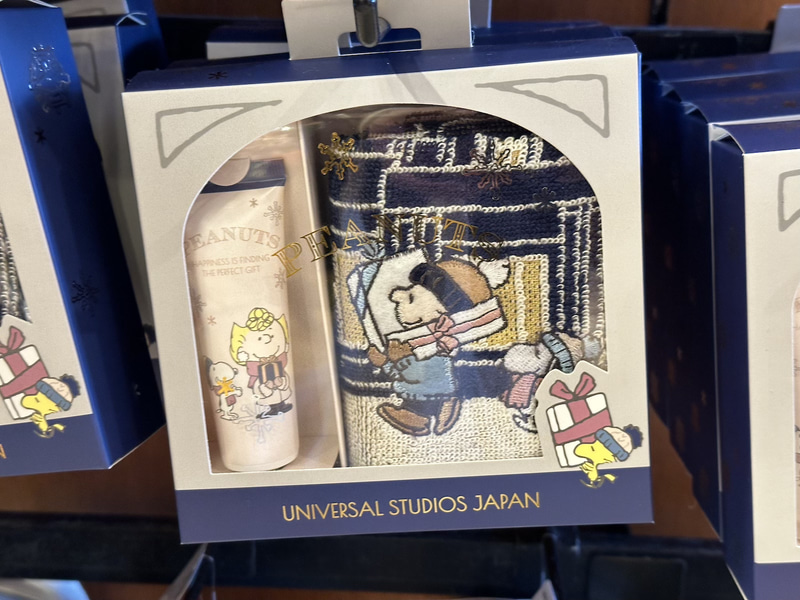 PEANUTS
HAPPINESS IS FINDING
THE PERFECT GIFT
PEANUTS
UNIVERSAL STUDIOS JAPAN